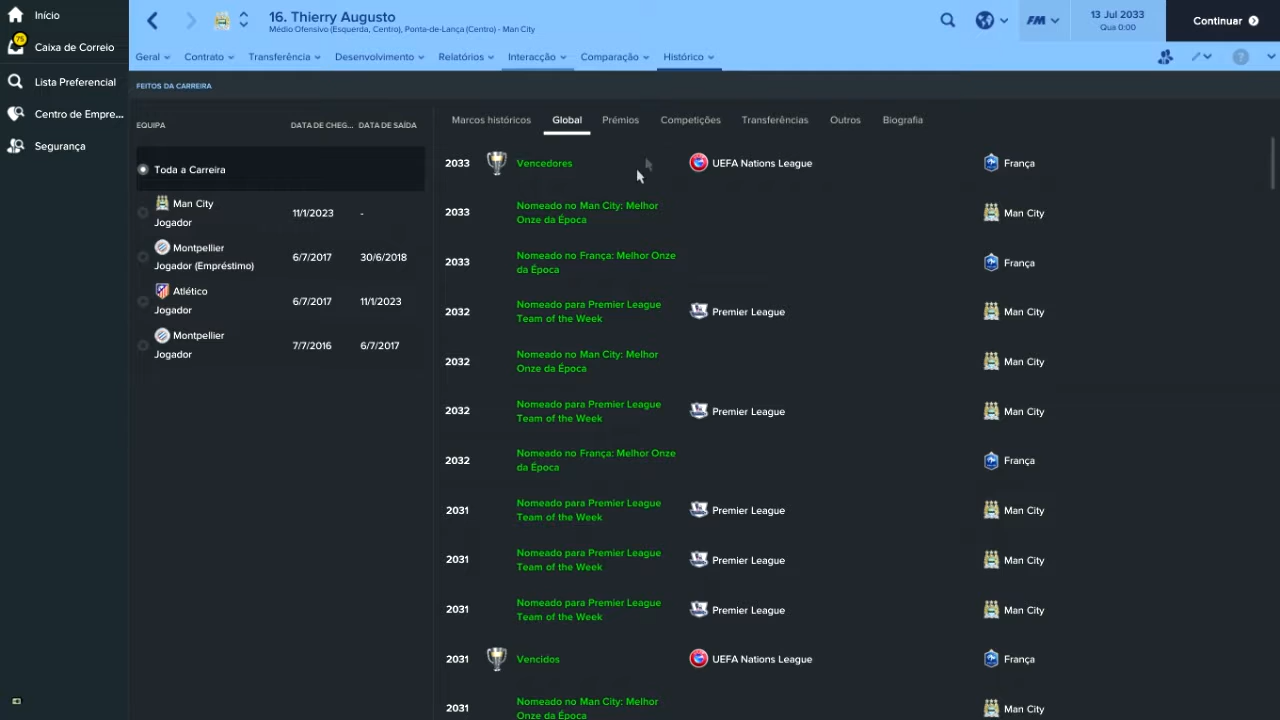 Início
75
Caixa de Correio
Lista Preferencial
Centro de Empre...
Segurança
16. Thierry Augusto
Médio Ofensivo (Esquerda, Centro), Ponta-de-Lança (Centro) - Man City
FM
13 Jul 2033
Qua 0:00
Continuar
Geral
Contrato
Transferência
Desenvolvimento
Relatórios
Interacção
Comparação
Histórico
?
FEITOS DA CARREIRA
EQUIPA DATA DE CHEG... DATA DE SAÍDA
Toda a Carreira
Man City
Jogador
11/1/2023 -
Montpellier
Jogador (Empréstimo)
6/7/2017 30/6/2018
Atlético
Jogador
6/7/2017 11/1/2023
Montpellier
Jogador
7/7/2016 6/7/2017
Marcos históricos Global Prémios Competições Transferências Outros Biografia
2033 Vencedores UEFA Nations League França
2033 Nomeado no Man City: Melhor
Onze da Época
Man City
2033 Nomeado no França: Melhor Onze
da Época
França
2032 Nomeado para Premier League
Team of the Week
Premier League Man City
2032 Nomeado no Man City: Melhor
Onze da Época
Man City
2032 Nomeado para Premier League
Team of the Week
Premier League Man City
2032 Nomeado no França: Melhor Onze
da Época
França
2031 Nomeado para Premier League
Team of the Week
Premier League Man City
2031 Nomeado para Premier League
Team of the Week
Premier League Man City
2031 Nomeado para Premier League
Team of the Week
Premier League Man City
2031 Vencidos UEFA Nations League França
2031 Nomeado no Man City: Melhor
Onze da Época
Man City